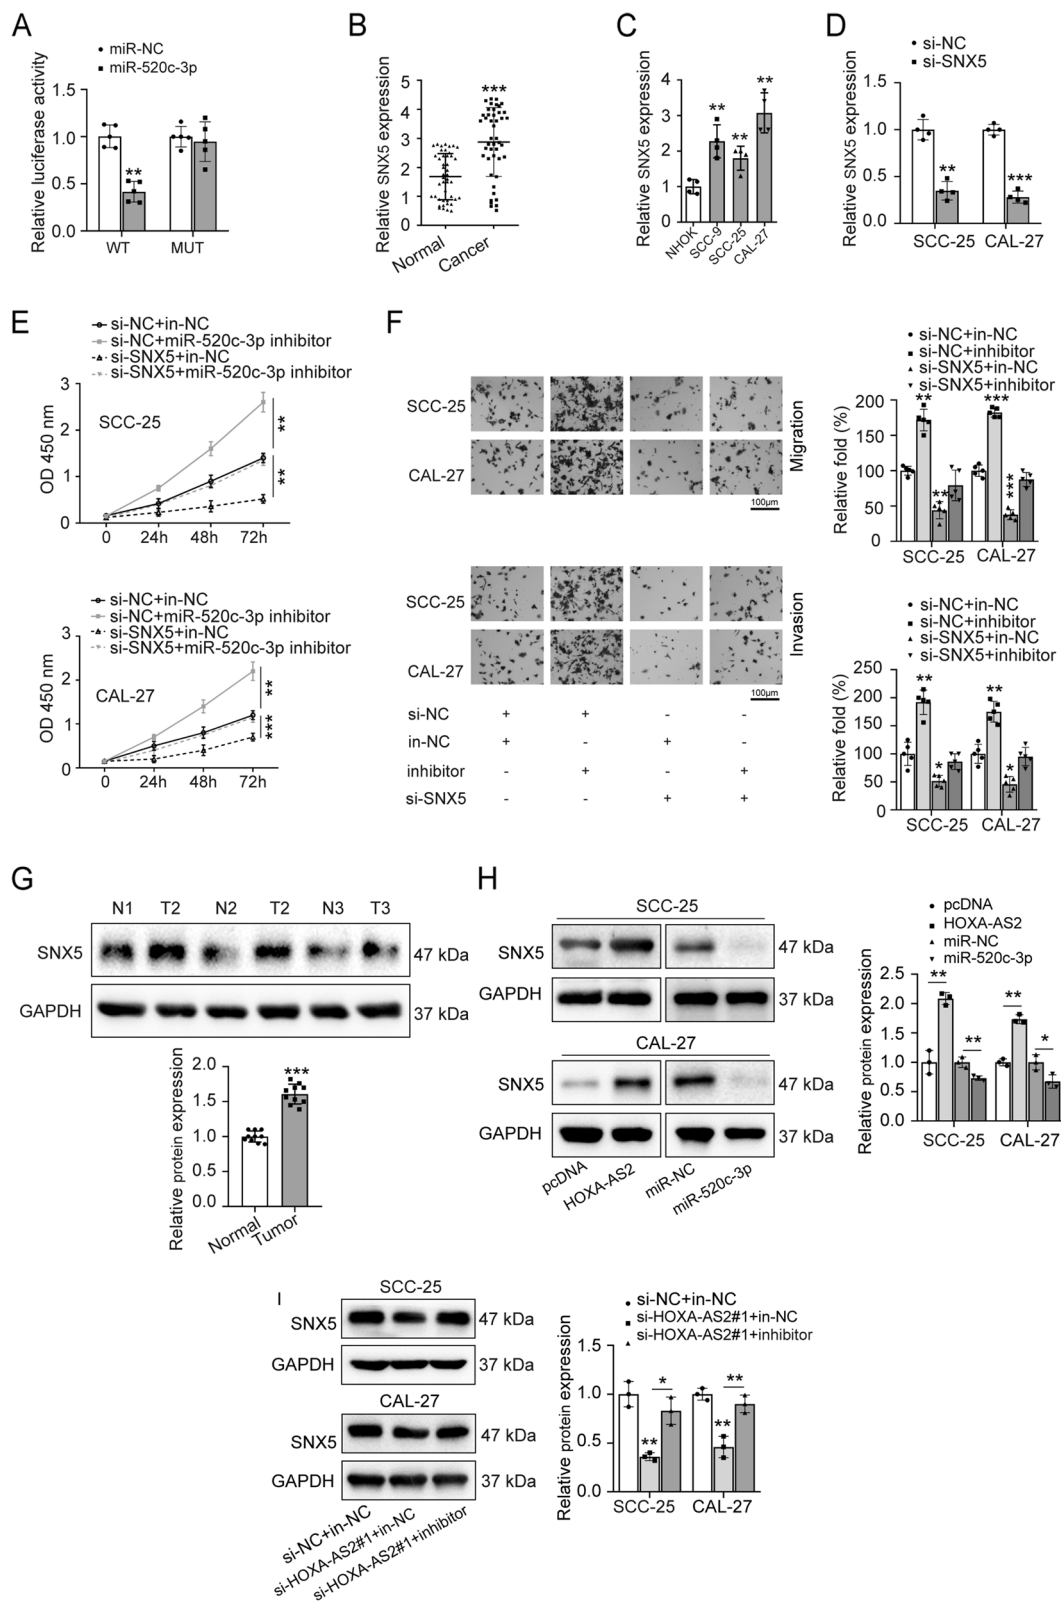 A
miR-NC
miR-520c-3p
Relative luciferase activity
1.5
1.0
0.5
0.0
**
WT
MUT
B
Relative SNX5 expression
5
4
3
2
1
0
***
Normal
Cancer
C
Relative SNX5 expression
4
3
2
1
0
**
**
**
NHOK
SCC-9
SCC-25
CAL-27
D
si-NC
si-SNX5
Relative SNX5 expression
1.5
1.0
0.5
0.0
**
***
SCC-25
CAL-27
E
si-NC+in-NC
si-NC+miR-520c-3p inhibitor
si-SNX5+in-NC
si-SNX5+miR-520c-3p inhibitor
OD 450 nm
3
2
1
0
SCC-25
**
**
0
24h
48h
72h
si-NC+in-NC
si-NC+miR-520c-3p inhibitor
si-SNX5+in-NC
si-SNX5+miR-520c-3p inhibitor
OD 450 nm
3
2
1
0
CAL-27
**
***
0
24h
48h
72h
F
SCC-25
CAL-27
Migration
100μm
SCC-25
CAL-27
Invasion
100μm
si-NC + + - -
in-NC + - + -
inhibitor - + - +
si-SNX5 - - + +
si-NC+in-NC
si-NC+inhibitor
si-SNX5+in-NC
si-SNX5+inhibitor
Relative fold (%)
200
150
100
50
0
**
**
***
***
SCC-25
CAL-27
si-NC+in-NC
si-NC+inhibitor
si-SNX5+in-NC
si-SNX5+inhibitor
Relative fold (%)
250
200
150
100
50
0
**
*
**
*
SCC-25
CAL-27
G
N1 T2 N2 T2 N3 T3
SNX5
47 kDa
GAPDH
37 kDa
Relative protein expression
2.0
1.5
1.0
0.5
0.0
***
Normal
Tumor
H
SCC-25
SNX5
47 kDa
GAPDH
37 kDa
CAL-27
SNX5
47 kDa
GAPDH
37 kDa
pcDNA
HOXA-AS2
miR-NC
miR-520c-3p
pcDNA
HOXA-AS2
miR-NC
miR-520c-3p
Relative protein expression
2.5
2.0
1.5
1.0
0.5
0.0
**
**
**
*
SCC-25
CAL-27
I
SCC-25
SNX5
47 kDa
GAPDH
37 kDa
CAL-27
SNX5
47 kDa
GAPDH
37 kDa
si-NC+in-NC
si-HOXA-AS2#1+in-NC
si-HOXA-AS2#1+inhibitor
si-NC+in-NC
si-HOXA-AS2#1+in-NC
si-HOXA-AS2#1+inhibitor
Relative protein expression
1.5
1.0
0.5
0.0
**
*
**
**
SCC-25
CAL-27